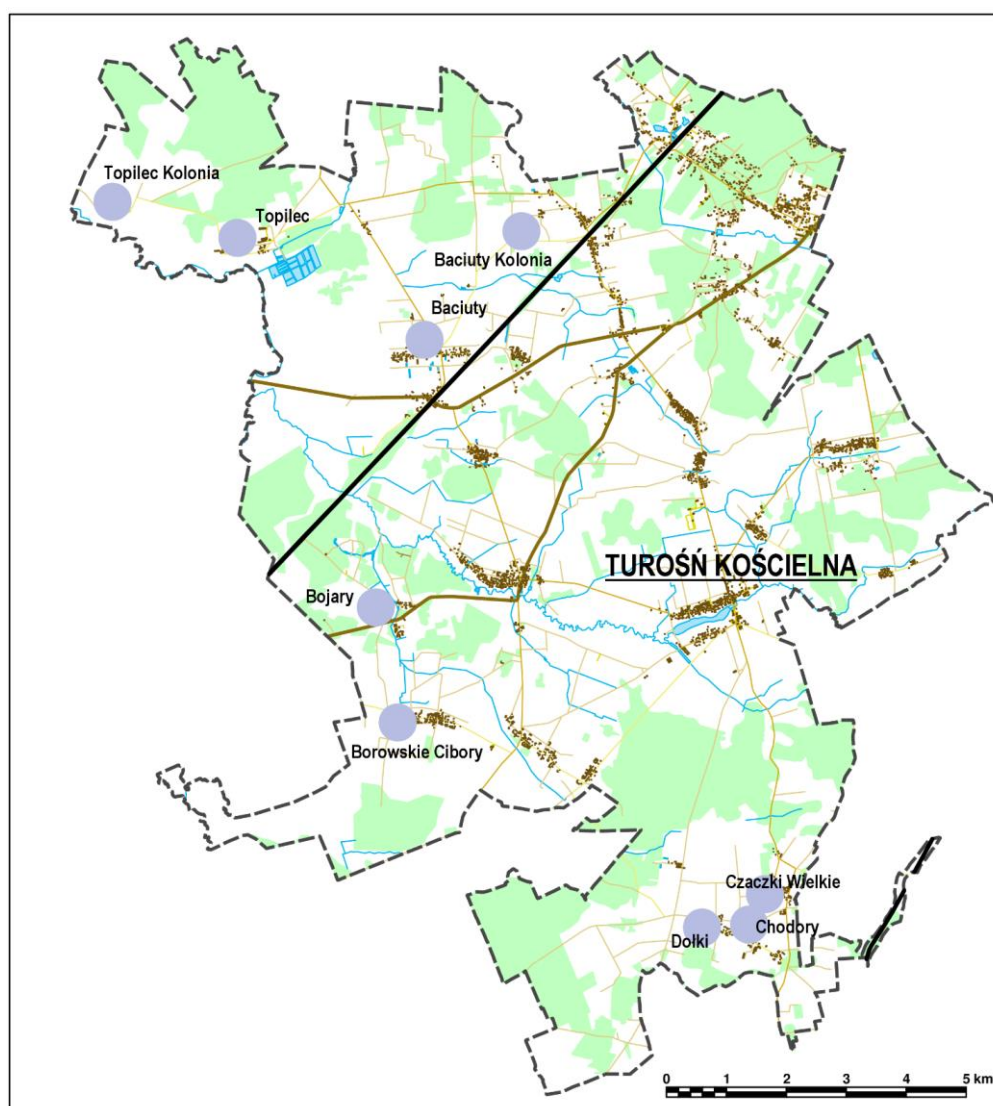 Topilec Kolonia
Topilec
Baciuty Kolonia
Baciuty
TUROŚŃ KOŚCIELNA
Bojary
Borowskie Cibory
Czaczki Wielkie
Chodory
Dołki
0 1 2 3 4 5 km